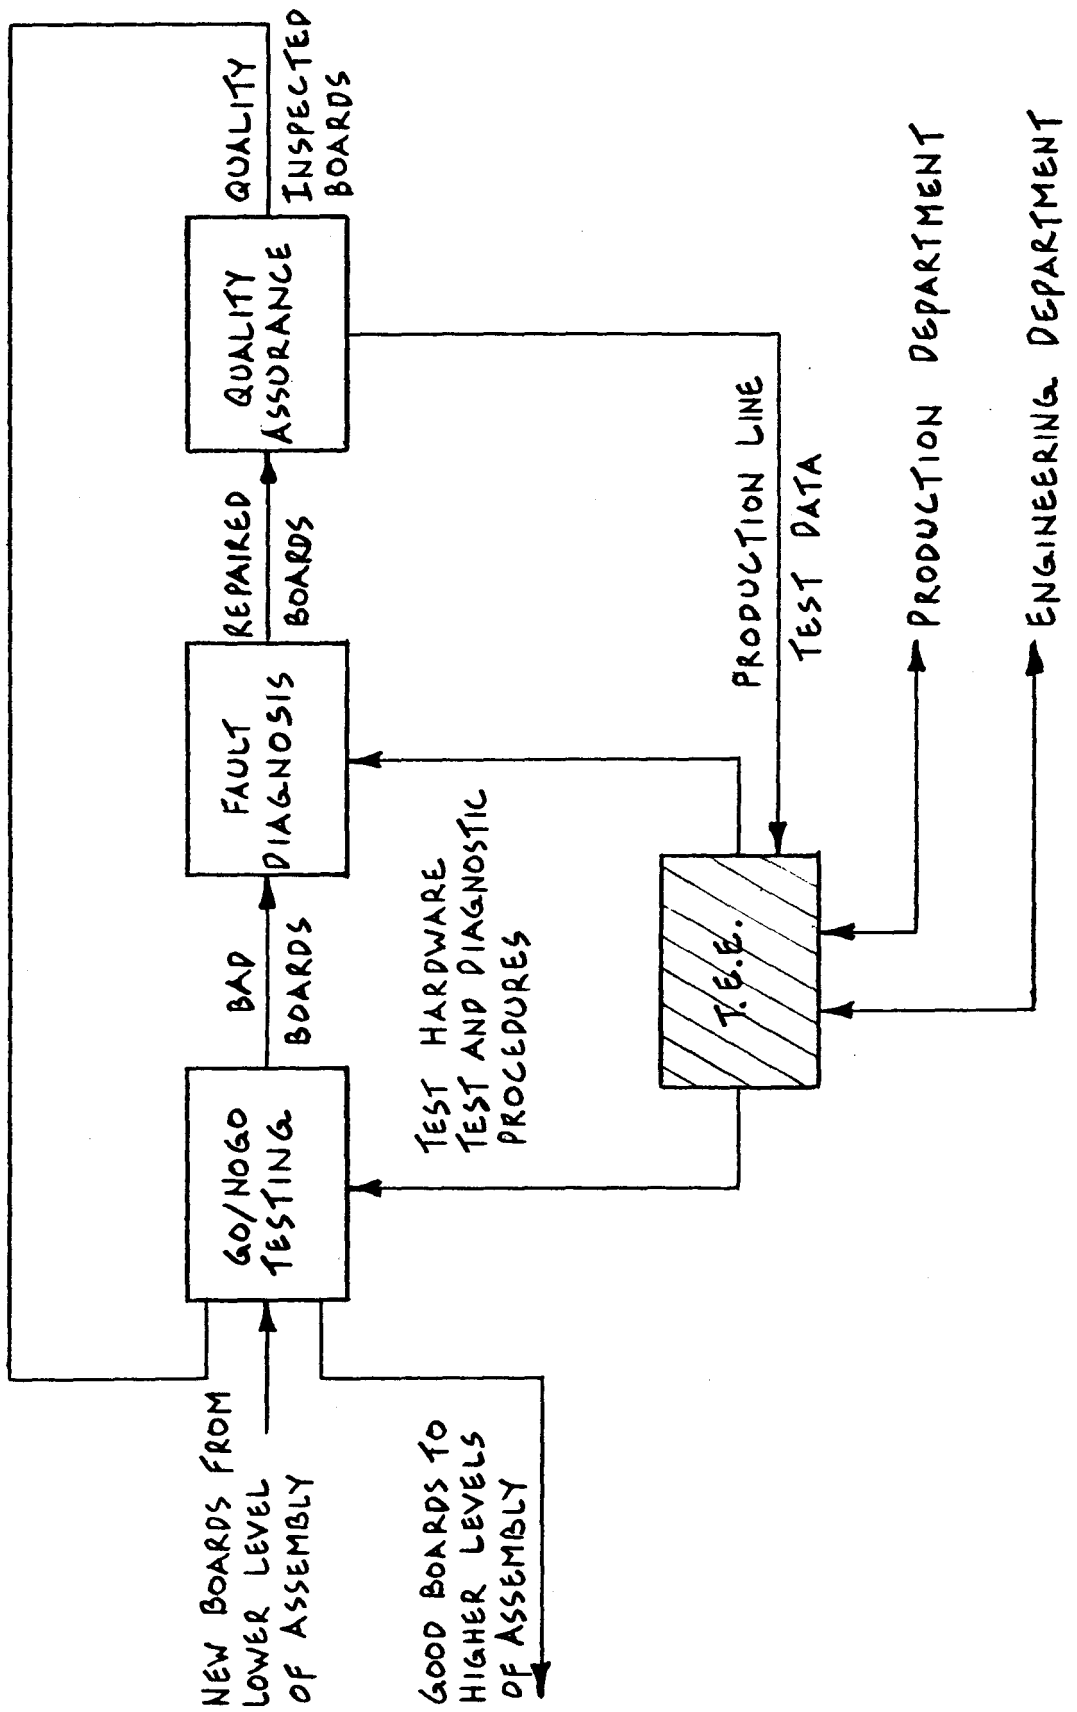 NEW BOARDS FROM
LOWER LEVEL
OF ASSEMBLY
GO/NOGO
TESTING
BAD
BOARDS
FAULT
DIAGNOSIS
REPAIRED
BOARDS
QUALITY
ASSURANCE
QUALITY
INSPECTED
BOARDS
GOOD BOARDS TO
HIGHER LEVELS
OF ASSEMBLY
TEST HARDWARE
TEST AND DIAGNOSTIC
PROCEDURES
PRODUCTION LINE
TEST DATA
T.E.E.
PRODUCTION DEPARTMENT
ENGINEERING DEPARTMENT